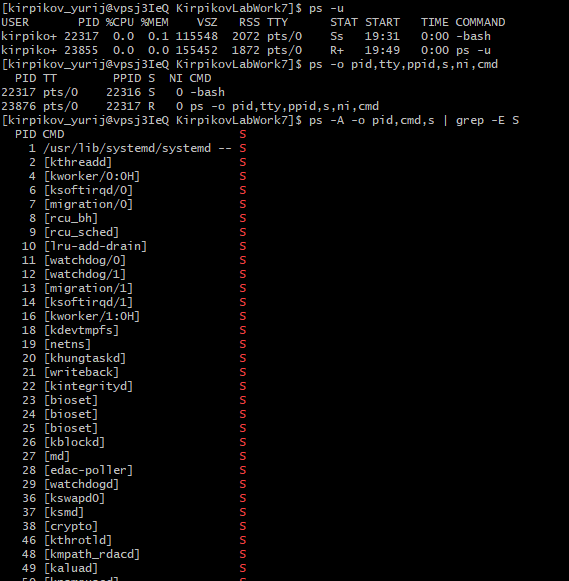 [kirpikov_yurij@vpsj3IeQ KirpikovLabWork7]$ ps -u
USER       PID %CPU %MEM    VSZ   RSS TTY      STAT START   TIME COMMAND
kirpiko+ 22317  0.0  0.1 115548  2072 pts/0    Ss   19:31   0:00 -bash
kirpiko+ 23855  0.0  0.0 155452  1872 pts/0    R+   19:49   0:00 ps -u
[kirpikov_yurij@vpsj3IeQ KirpikovLabWork7]$ ps -o pid,tty,ppid,s,ni,cmd
  PID TT        PPID S  NI CMD
22317 pts/0    22316 S   0 -bash
23876 pts/0    22317 R   0 ps -o pid,tty,ppid,s,ni,cmd
[kirpikov_yurij@vpsj3IeQ KirpikovLabWork7]$ ps -A -o pid,cmd,s | grep -E S
  PID CMD                         S
    1 /usr/lib/systemd/systemd -- S
    2 [kthreadd]                  S
    4 [kworker/0:0H]              S
    6 [ksoftirqd/0]               S
    7 [migration/0]               S
    8 [rcu_bh]                    S
    9 [rcu_sched]                 S
   10 [lru-add-drain]             S
   11 [watchdog/0]                S
   12 [watchdog/1]                S
   13 [migration/1]               S
   14 [ksoftirqd/1]               S
   16 [kworker/1:0H]              S
   18 [kdevtmpfs]                 S
   19 [netns]                     S
   20 [khungtaskd]                S
   21 [writeback]                 S
   22 [kintegrityd]               S
   23 [bioset]                    S
   24 [bioset]                    S
   25 [bioset]                    S
   26 [kblockd]                   S
   27 [md]                        S
   28 [edac-poller]               S
   29 [watchdogd]                 S
   36 [kswapd0]                   S
   37 [ksmd]                      S
   38 [crypto]                    S
   46 [kthrotld]                  S
   48 [kmpath_rdacd]              S
   49 [kaluad]                    S